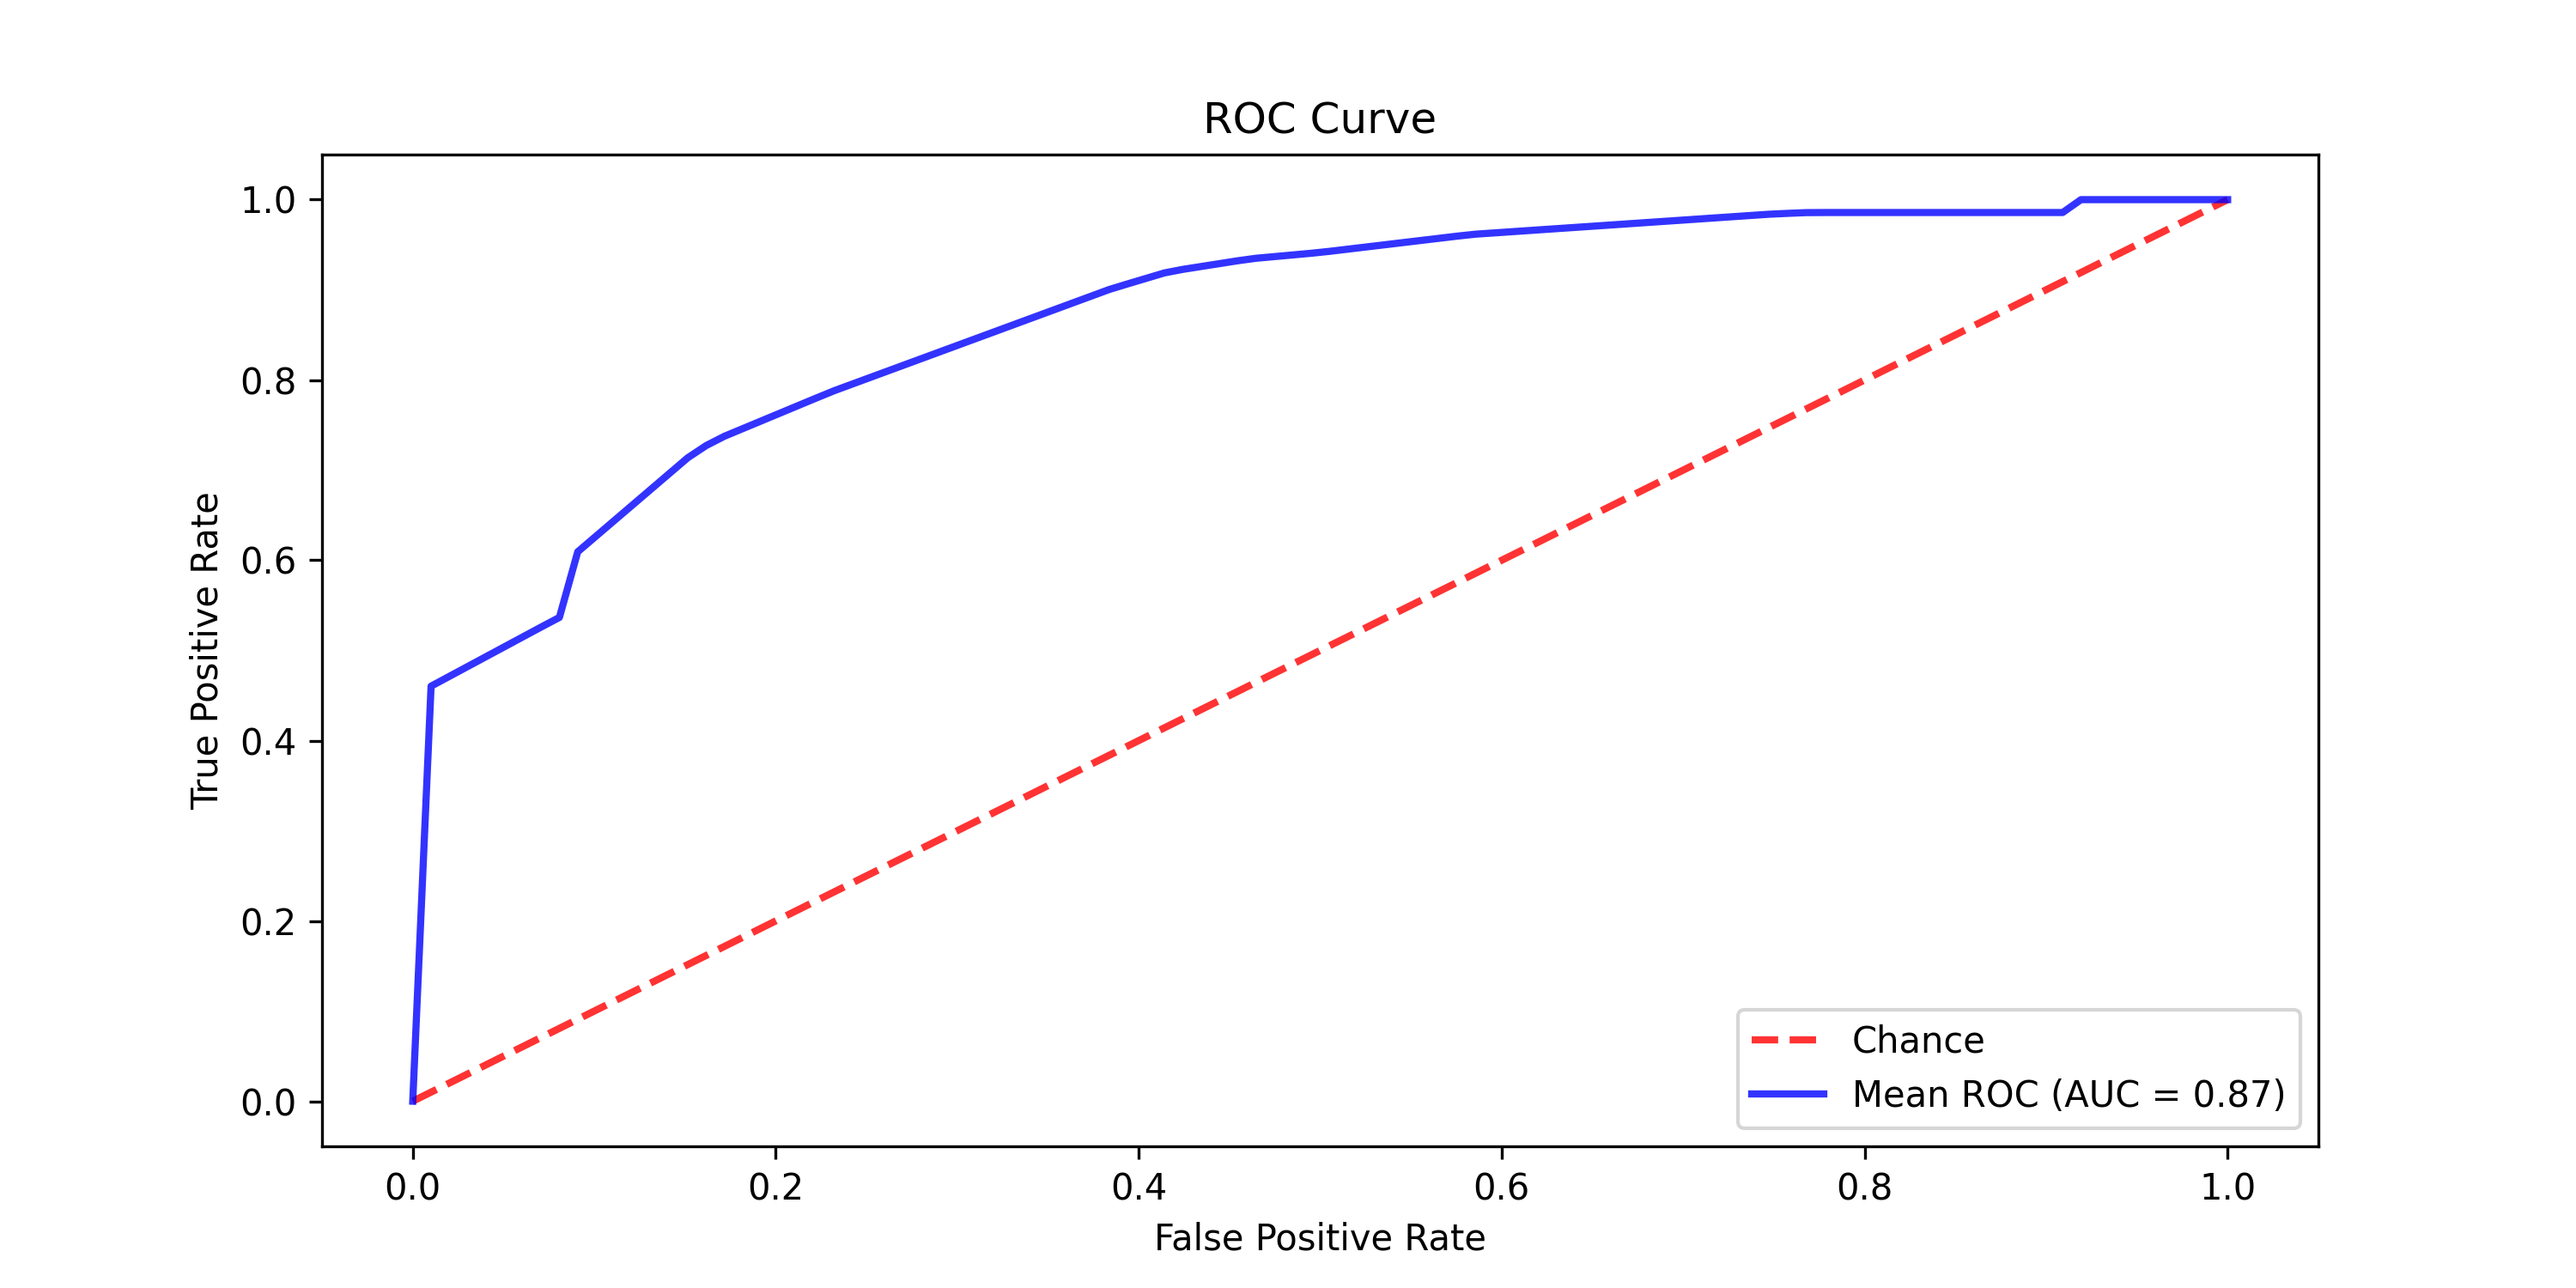 ROC Curve
True Positive Rate
1.0
0.8
0.6
0.4
0.2
0.0
Chance
Mean ROC (AUC = 0.87)
0.0 0.2 0.4 0.6 0.8 1.0
False Positive Rate